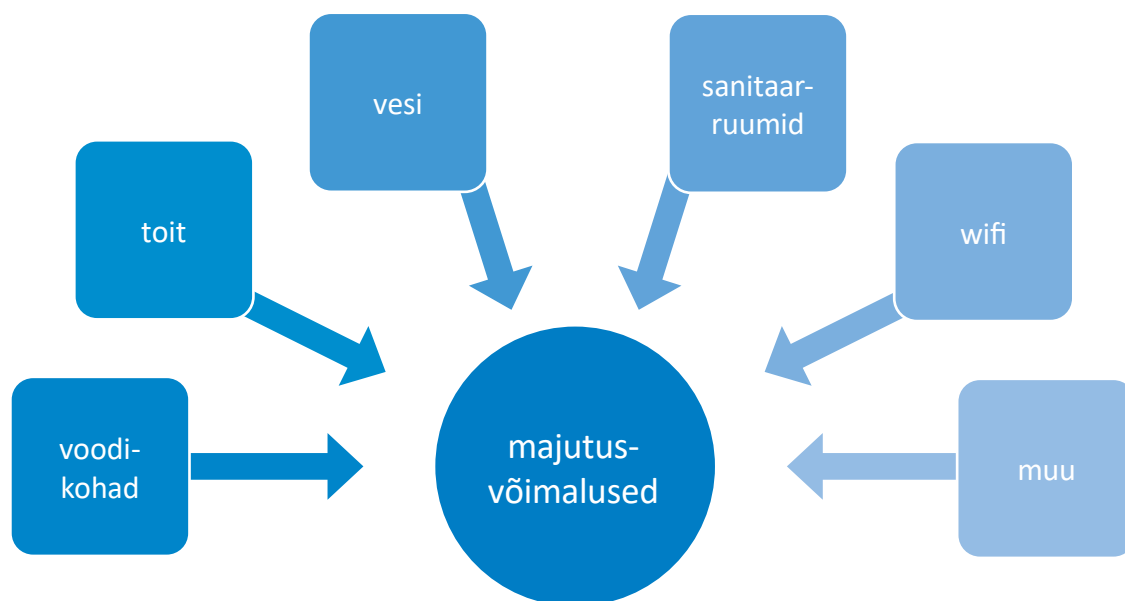 vesi
sanitaar-
ruumid
toit
wifi
voodi-
kohad
majutus-
võimalused
muu